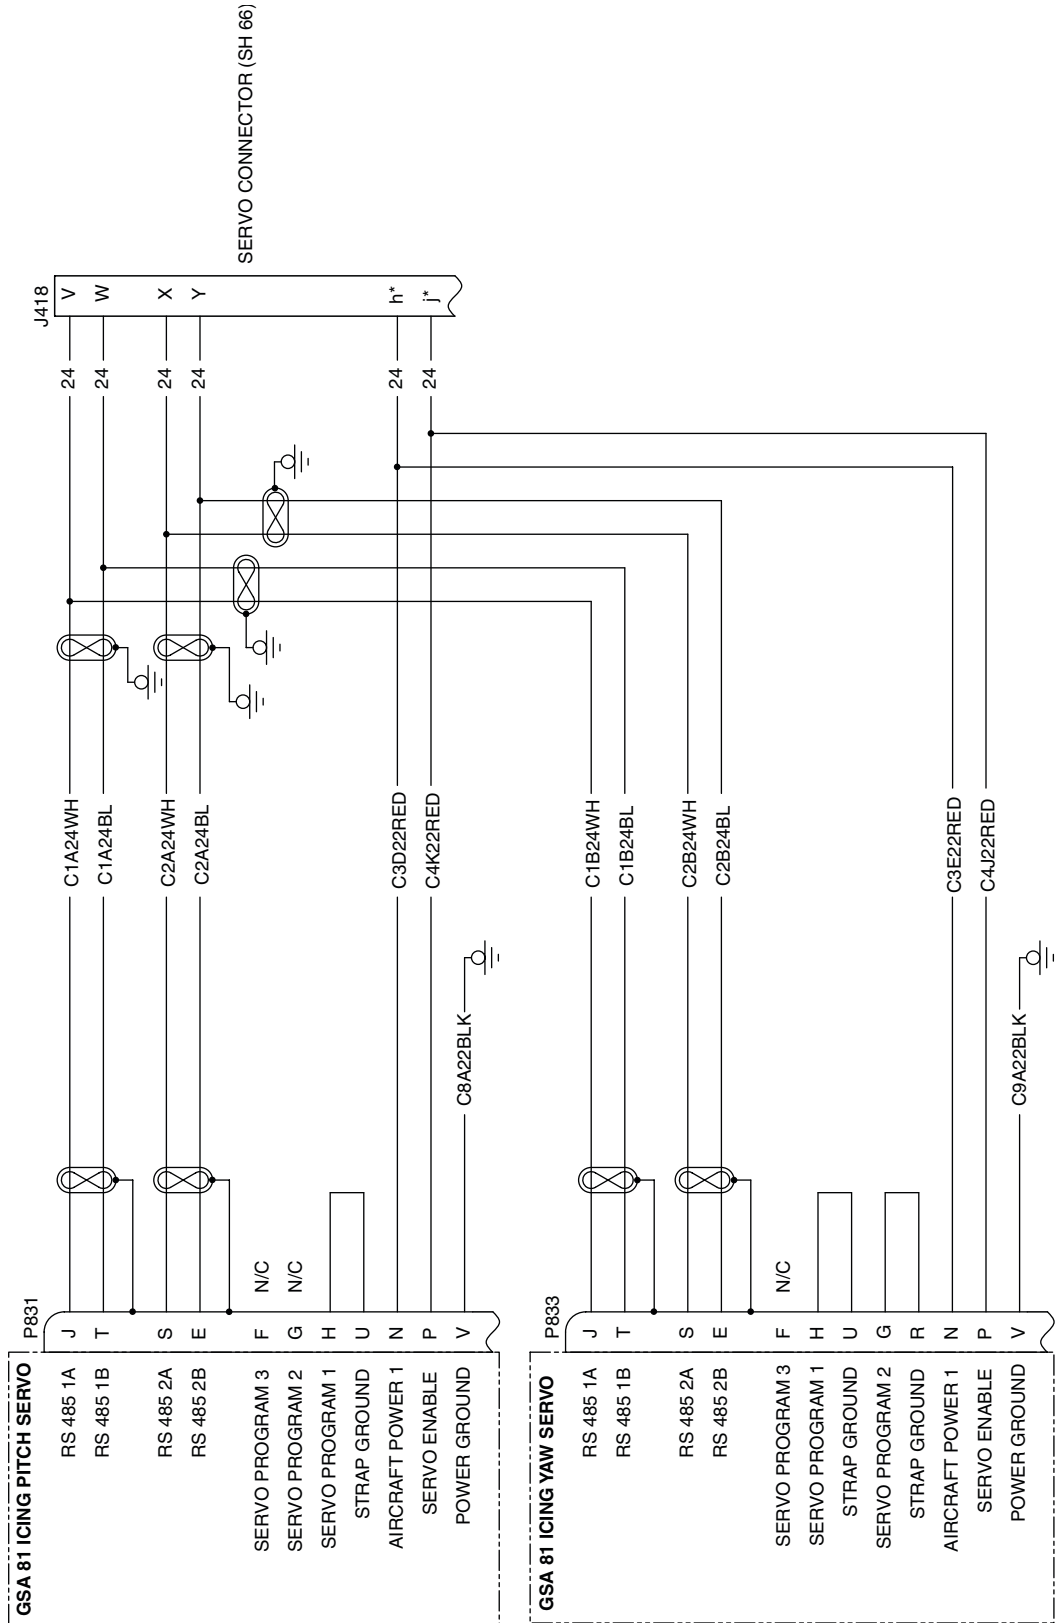 GSA 81 ICING PITCH SERVO
P831
J418
SERVO CONNECTOR (SH 66)
RS 485 1A J C1A24WH 24 V
RS 485 1B T C1A24BL 24 W
RS 485 2A S C2A24WH 24 X
RS 485 2B E C2A24BL 24 Y
SERVO PROGRAM 3 F N/C
SERVO PROGRAM 2 G N/C
SERVO PROGRAM 1 H
STRAP GROUND U
AIRCRAFT POWER 1 N C3D22RED 24 h*
SERVO ENABLE P C4K22RED 24 j*
POWER GROUND V C8A22BLK
GSA 81 ICING YAW SERVO
P833
RS 485 1A J C1B24WH
RS 485 1B T C1B24BL
RS 485 2A S C2B24WH
RS 485 2B E C2B24BL
SERVO PROGRAM 3 F N/C
SERVO PROGRAM 1 H
STRAP GROUND U
SERVO PROGRAM 2 G
STRAP GROUND R
AIRCRAFT POWER 1 N C3E22RED
SERVO ENABLE P C4J22RED
POWER GROUND V C9A22BLK